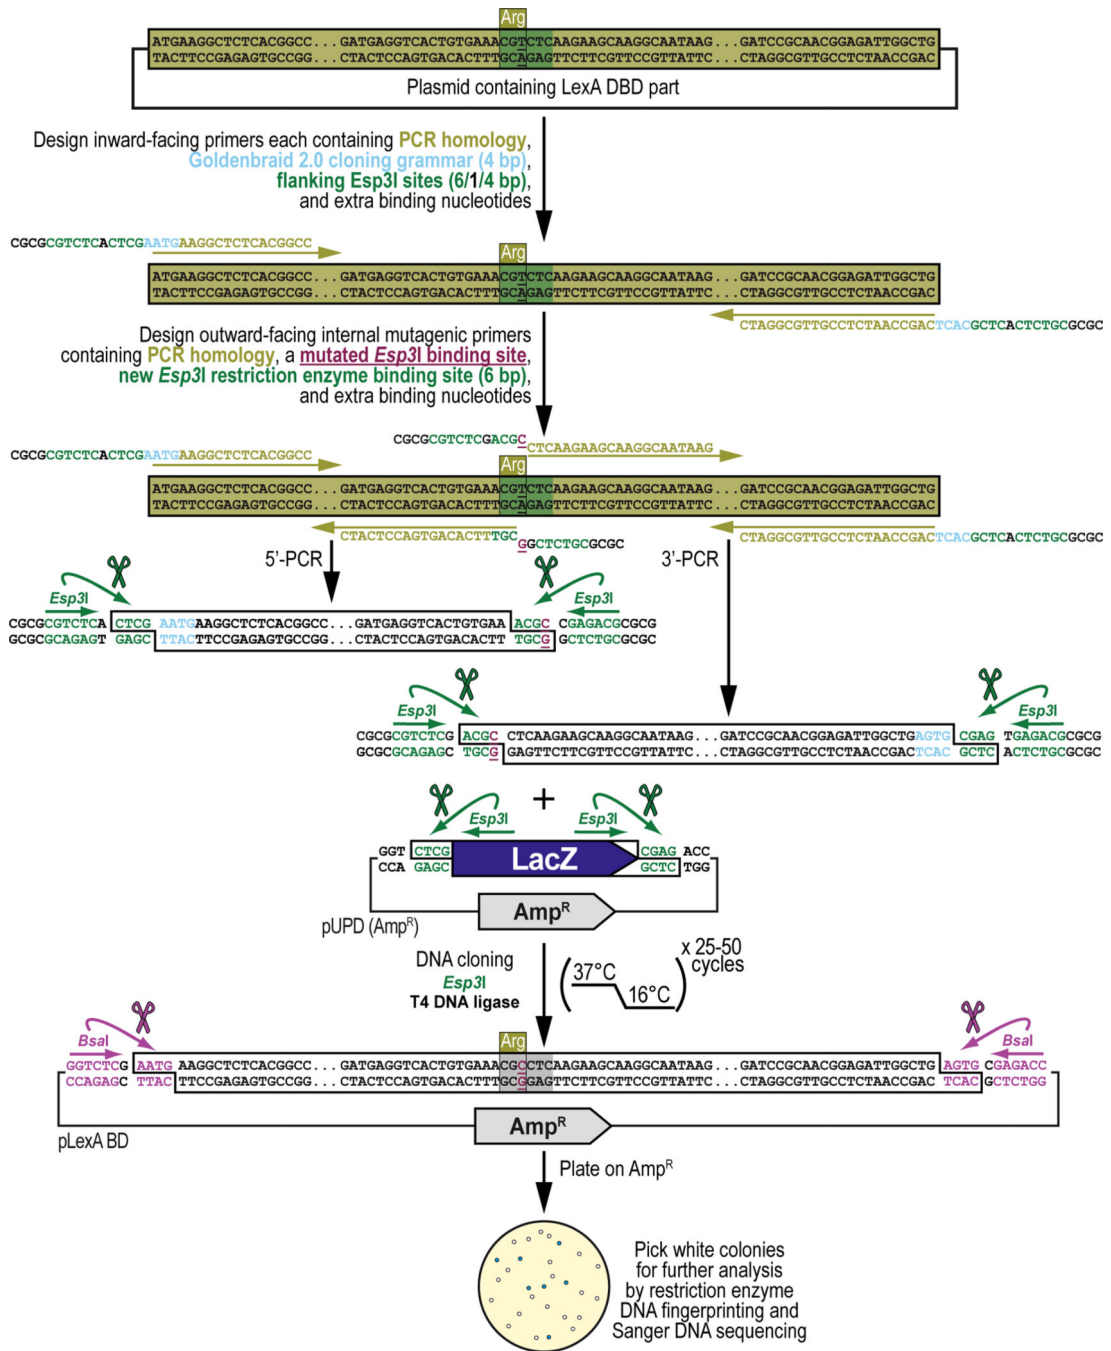 Arg
ATGAAGGCTCTCACGGCC...GATGAGGTCACTGTGAAACGTCTCAAGAAGCAAGGCAATAAG...GATCCGCAACGGAGATTGGCTG
TACTTCCGAGAGTGCCGG...CTACTCCAGTGACACTTTGCAGAGTTCTTCGTTCCGTTATTC...CTAGGCGTTGCCTCTAACCGAC
Plasmid containing LexA DBD part
Design inward-facing primers each containing PCR homology,
Goldenbraid 2.0 cloning grammar (4 bp),
flanking Esp3I sites (6/1/4 bp),
and extra binding nucleotides
CGCGCGTCTCACTCGAATGAAGGCTCTCACGGCC
Arg
ATGAAGGCTCTCACGGCC...GATGAGGTCACTGTGAAACGTCTCAAGAAGCAAGGCAATAAG...GATCCGCAACGGAGATTGGCTG
TACTTCCGAGAGTGCCGG...CTACTCCAGTGACACTTTGCAGAGTTCTTCGTTCCGTTATTC...CTAGGCGTTGCCTCTAACCGAC
CTAGGCGTTGCCTCTAACCGACTCACGCTCACTCTGCGCGC
Design outward-facing internal mutagenic primers
containing PCR homology, a mutated Esp3I binding site,
new Esp3I restriction enzyme binding site (6 bp),
and extra binding nucleotides
CGCGCGTCTCGACGCCTCAAGAAGCAAGGCAATAAG
CGCGCGTCTCACTCGAATGAAGGCTCTCACGGCC
Arg
ATGAAGGCTCTCACGGCC...GATGAGGTCACTGTGAAACGTCTCAAGAAGCAAGGCAATAAG...GATCCGCAACGGAGATTGGCTG
TACTTCCGAGAGTGCCGG...CTACTCCAGTGACACTTTGCAGAGTTCTTCGTTCCGTTATTC...CTAGGCGTTGCCTCTAACCGAC
CTACTCCAGTGACACTTTGCGGCTCTGCGCGC
CTAGGCGTTGCCTCTAACCGACTCACGCTCACTCTGCGCGC
5'-PCR
3'-PCR
Esp3I
Esp3I
CGCGCGTCTCA CTCG AATGAAGGCTCTCACGGCC...GATGAGGTCACTGTGAA ACGC CGAGACGCGCG
GCGCGCAGAGT GAGC TTACTTCCGAGAGTGCCGG...CTACTCCAGTGACACTT TGCG GCTCTGCGCGC
Esp3I
Esp3I
CGCGCGTCTCG ACGC CTCAAGAAGCAAGGCAATAAG...GATCCGCAACGGAGATTGGCTGAGTG CGAG TGAGACGCGCG
GCGCGCAGAGC TGCG GAGTTCTTCGTTCCGTTATTC...CTAGGCGTTGCCTCTAACCGACTCAC GCTC ACTCTGCGCGC
+
Esp3I
Esp3I
GGT CTCG LacZ CGAG ACC
CCA GAGC GCTC TGG
AmpR
pUPD (AmpR)
DNA cloning
Esp3I
T4 DNA ligase
37°C
16°C
x 25-50
cycles
BsaI
BsaI
Arg
GGTCTCG AATG AAGGCTCTCACGGCC...GATGAGGTCACTGTGAAACGCCTCAAGAAGCAAGGCAATAAG...GATCCGCAACGGAGATTGGCTG AGTG CGAGACC
CCAGAGC TTAC TTCCGAGAGTGCCGG...CTACTCCAGTGACACTTTGCGGAGTTCTTCGTTCCGTTATTC...CTAGGCGTTGCCTCTAACCGAC TCAC GCTCTGG
AmpR
pLexA BD
Plate on AmpR
Pick white colonies
for further analysis
by restriction enzyme
DNA fingerprinting and
Sanger DNA sequencing